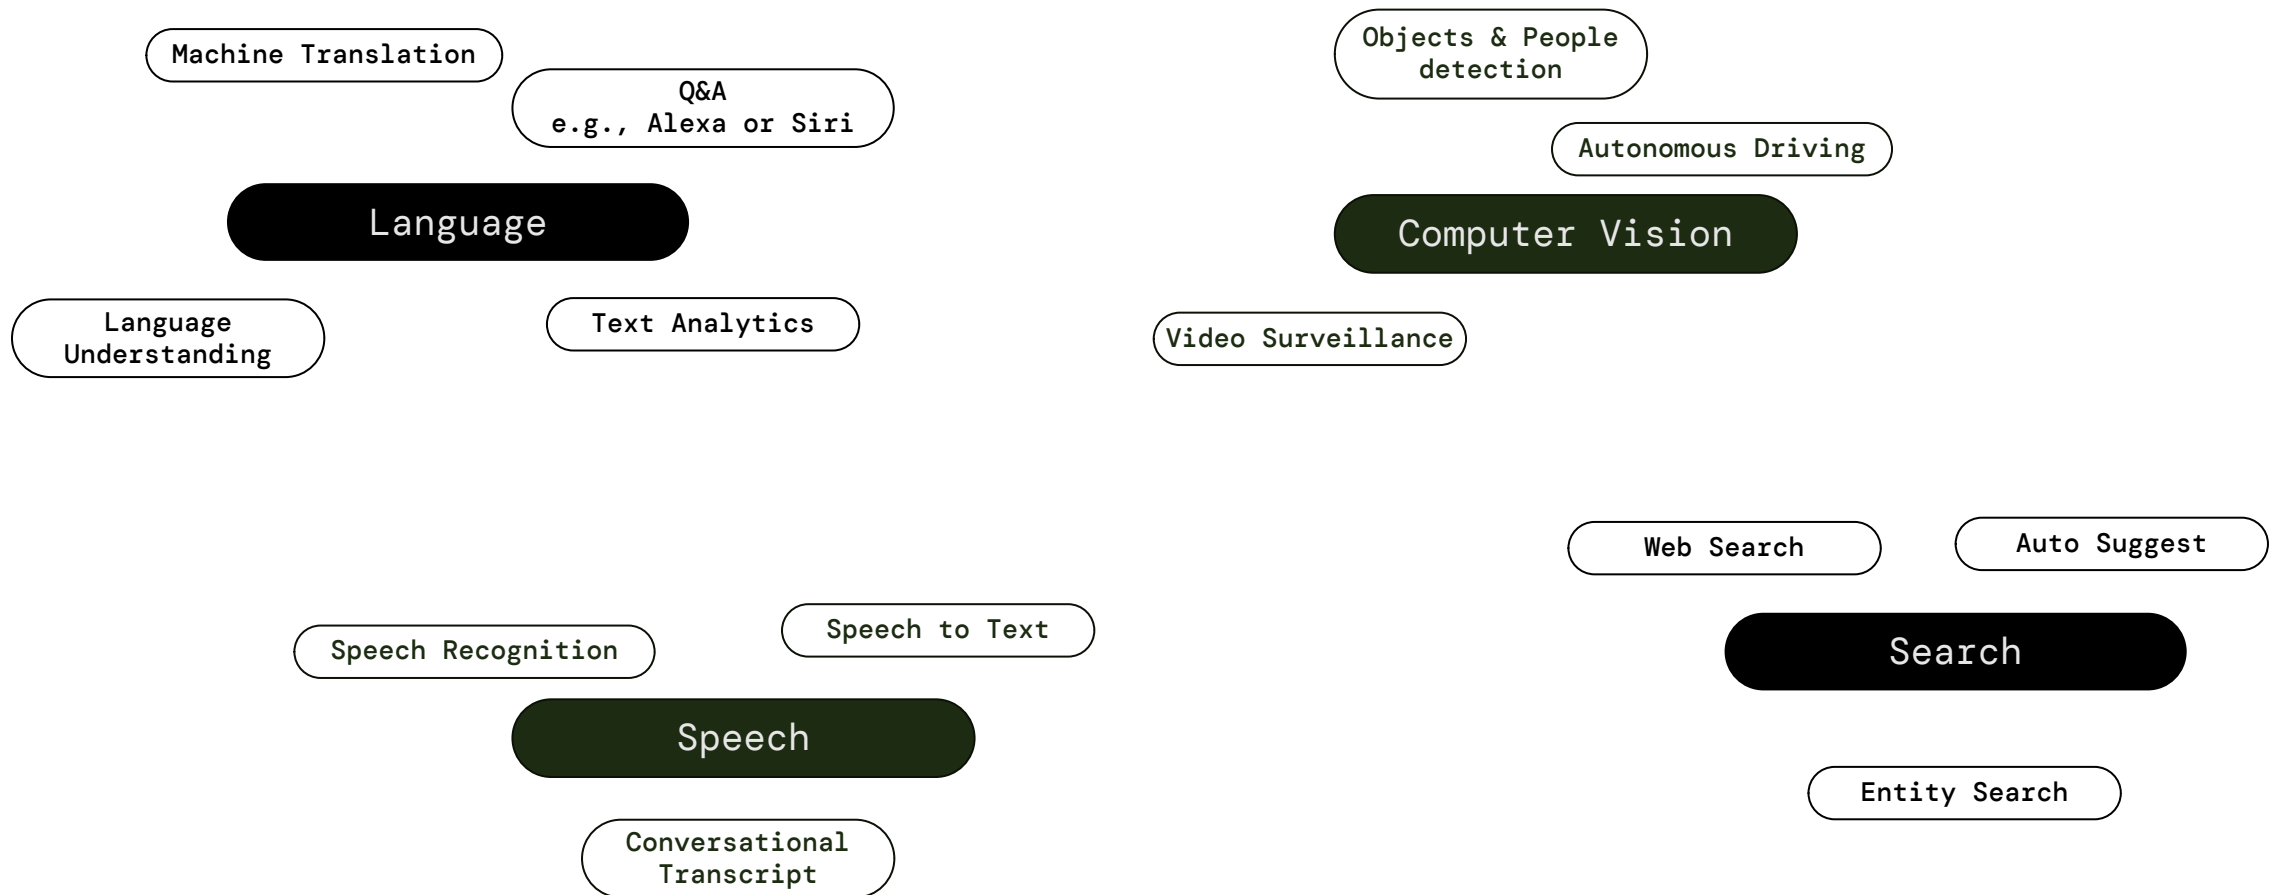 Machine Translation
Q&A
e.g., Alexa or Siri
Language
Language
Understanding
Text Analytics
Objects & People
detection
Autonomous Driving
Computer Vision
Video Surveillance
Speech Recognition
Speech to Text
Speech
Conversational
Transcript
Web Search
Auto Suggest
Search
Entity Search